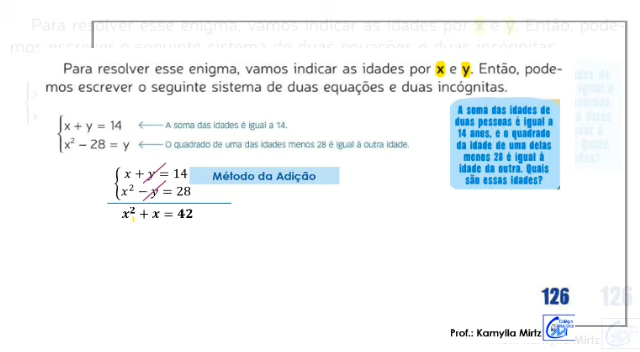 Para resolver esse enigma, vamos indicar as idades por x e y. Então, pode-
mos escrever o seguinte sistema de duas equações e duas incógnitas.
x + y = 14 ← A soma das idades é igual a 14.
x² − 28 = y ← O quadrado de uma das idades menos 28 é igual à outra idade.
A soma das idades de
duas pessoas é igual a
14 anos, e o quadrado
da idade de uma delas
menos 28 é igual à
idade da outra. Quais
são essas idades?
x + y = 14
x² − y = 28
Método da Adição
x² + x = 42
126
Prof.: Kamylla Mirtz